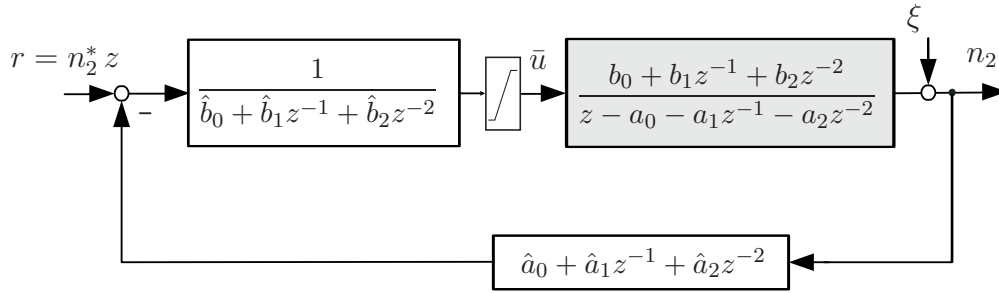 r = n₂* z
−
1
b̂₀ + b̂₁z⁻¹ + b̂₂z⁻²
ū
b₀ + b₁z⁻¹ + b₂z⁻²
z − a₀ − a₁z⁻¹ − a₂z⁻²
ξ
n₂
â₀ + â₁z⁻¹ + â₂z⁻²